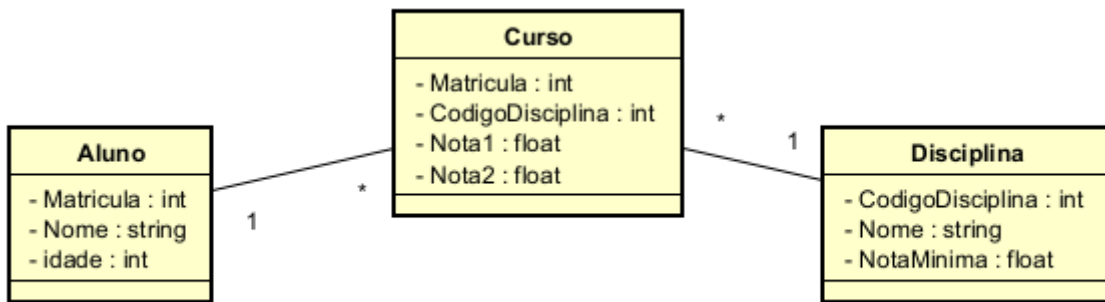 Curso
- Matricula : int
- CodigoDisciplina : int
- Nota1 : float
- Nota2 : float
Aluno
- Matricula : int
- Nome : string
- idade : int
1
*
*
1
Disciplina
- CodigoDisciplina : int
- Nome : string
- NotaMinima : float